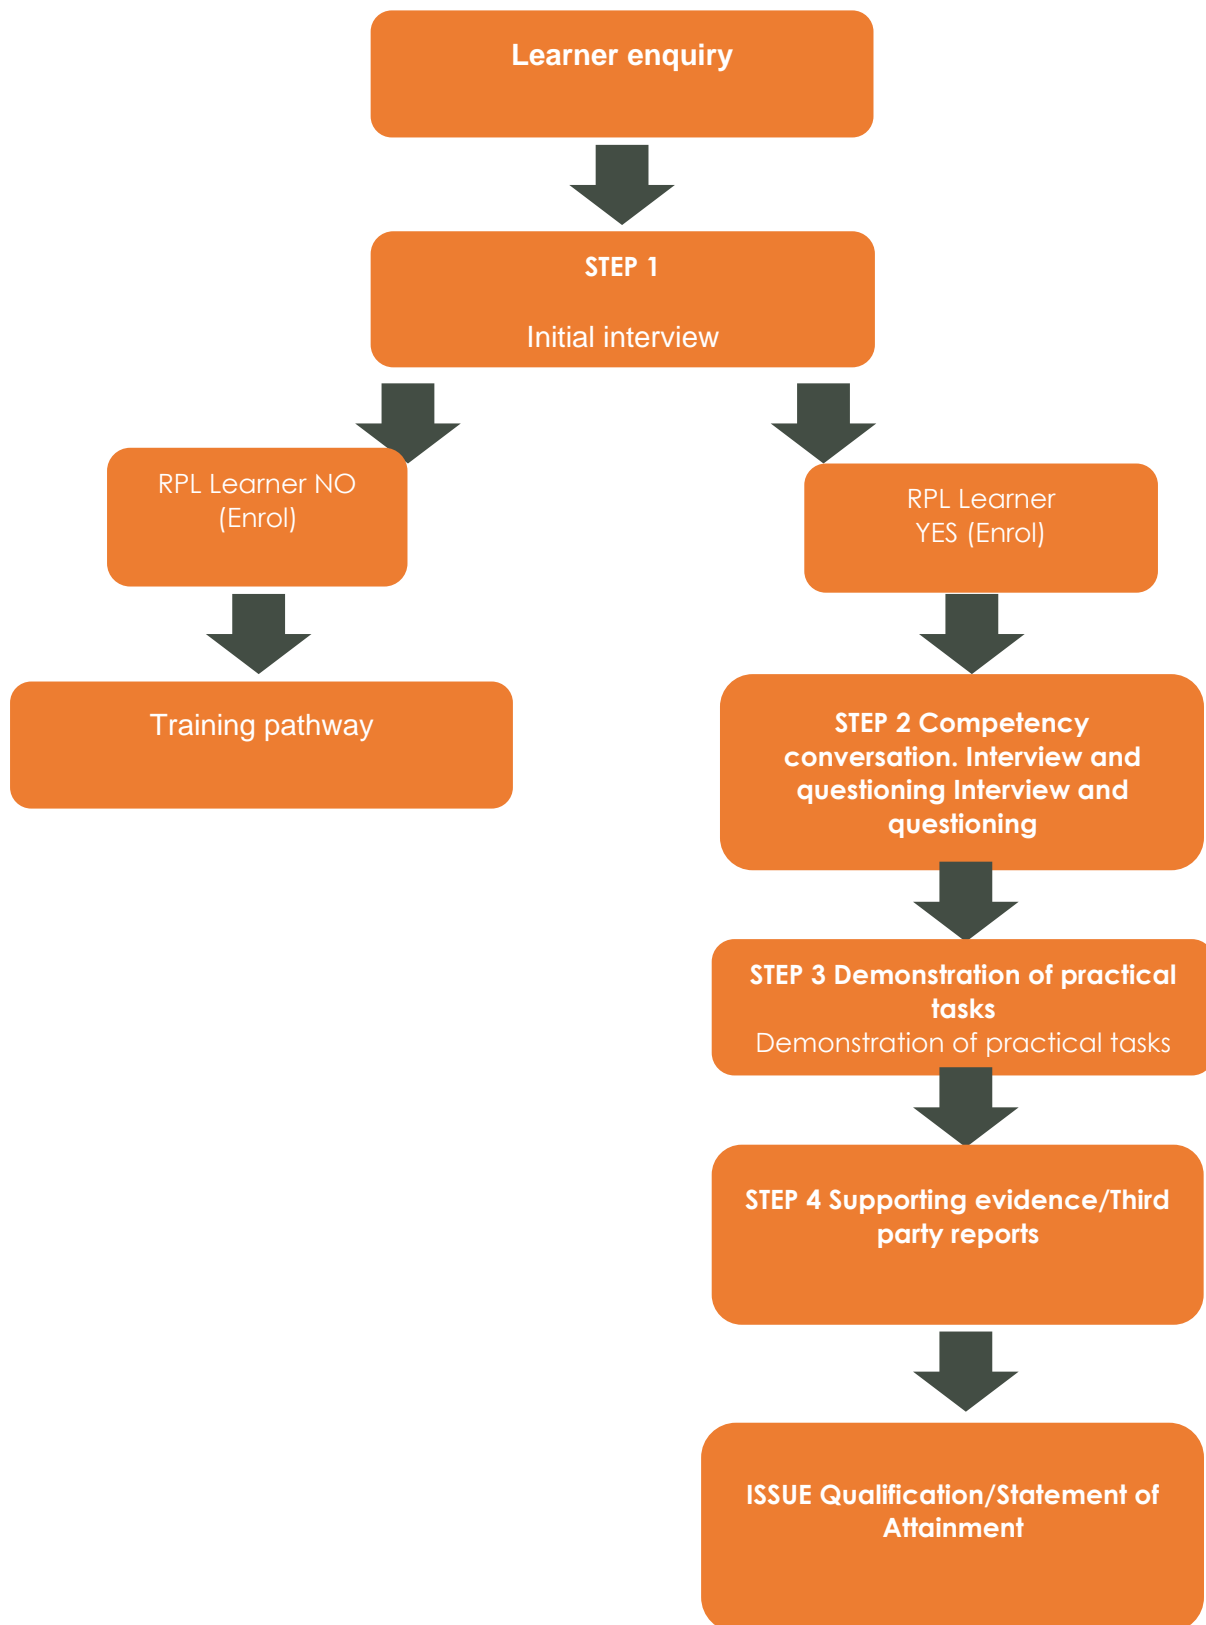 Learner enquiry
STEP 1
Initial interview
RPL Learner NO
(Enrol)
RPL Learner
YES (Enrol)
Training pathway
STEP 2 Competency
conversation. Interview and
questioning Interview and
questioning
STEP 3 Demonstration of practical
tasks
Demonstration of practical tasks
STEP 4 Supporting evidence/Third
party reports
ISSUE Qualification/Statement of
Attainment